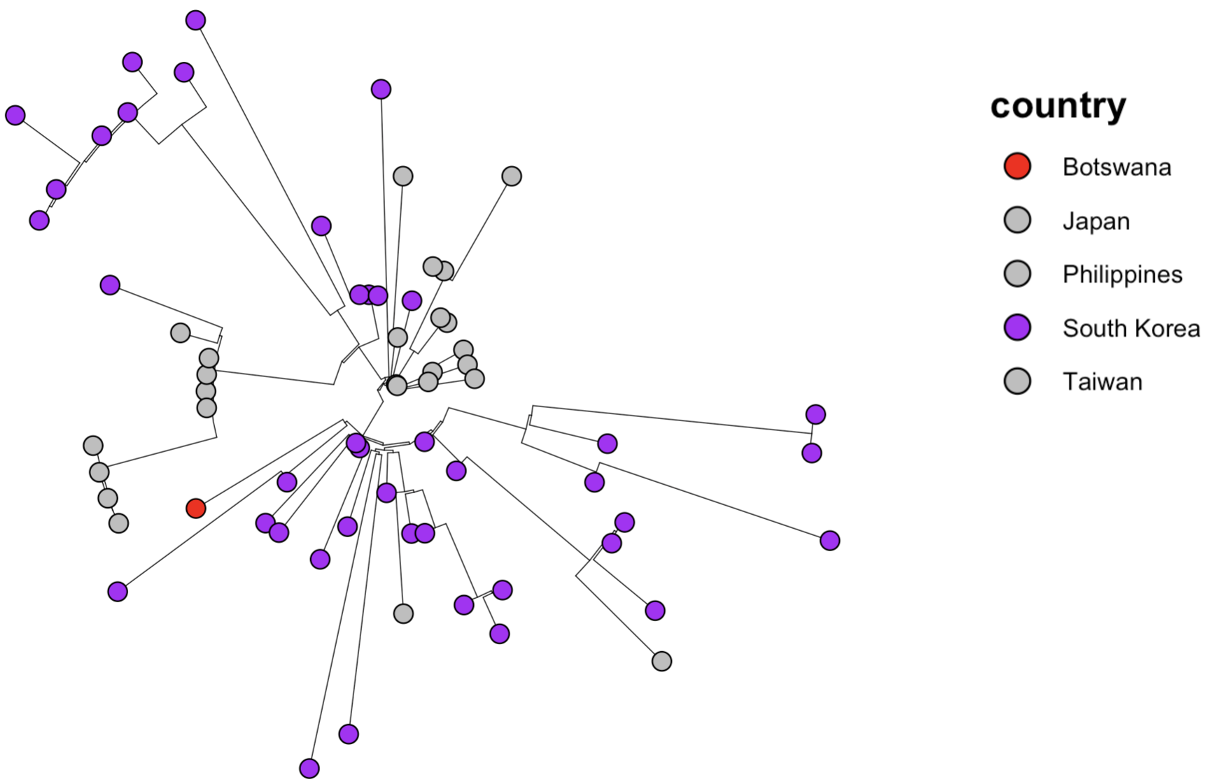 country
Botswana
Japan
Philippines
South Korea
Taiwan